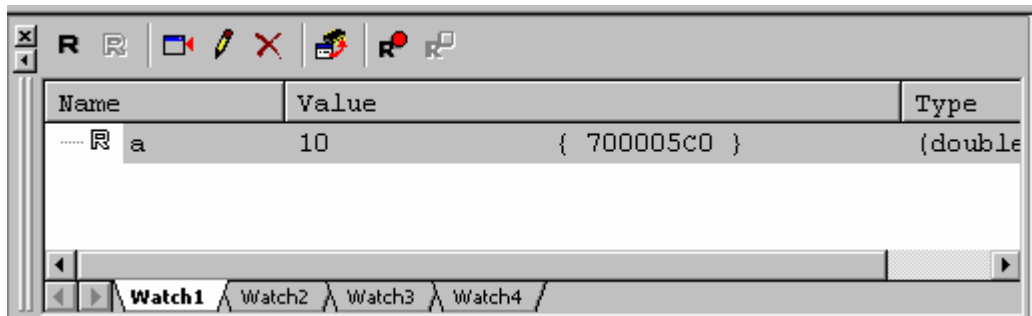 R R R R
Name Value Type
R a 10 { 700005C0 } (double
Watch1 Watch2 Watch3 Watch4